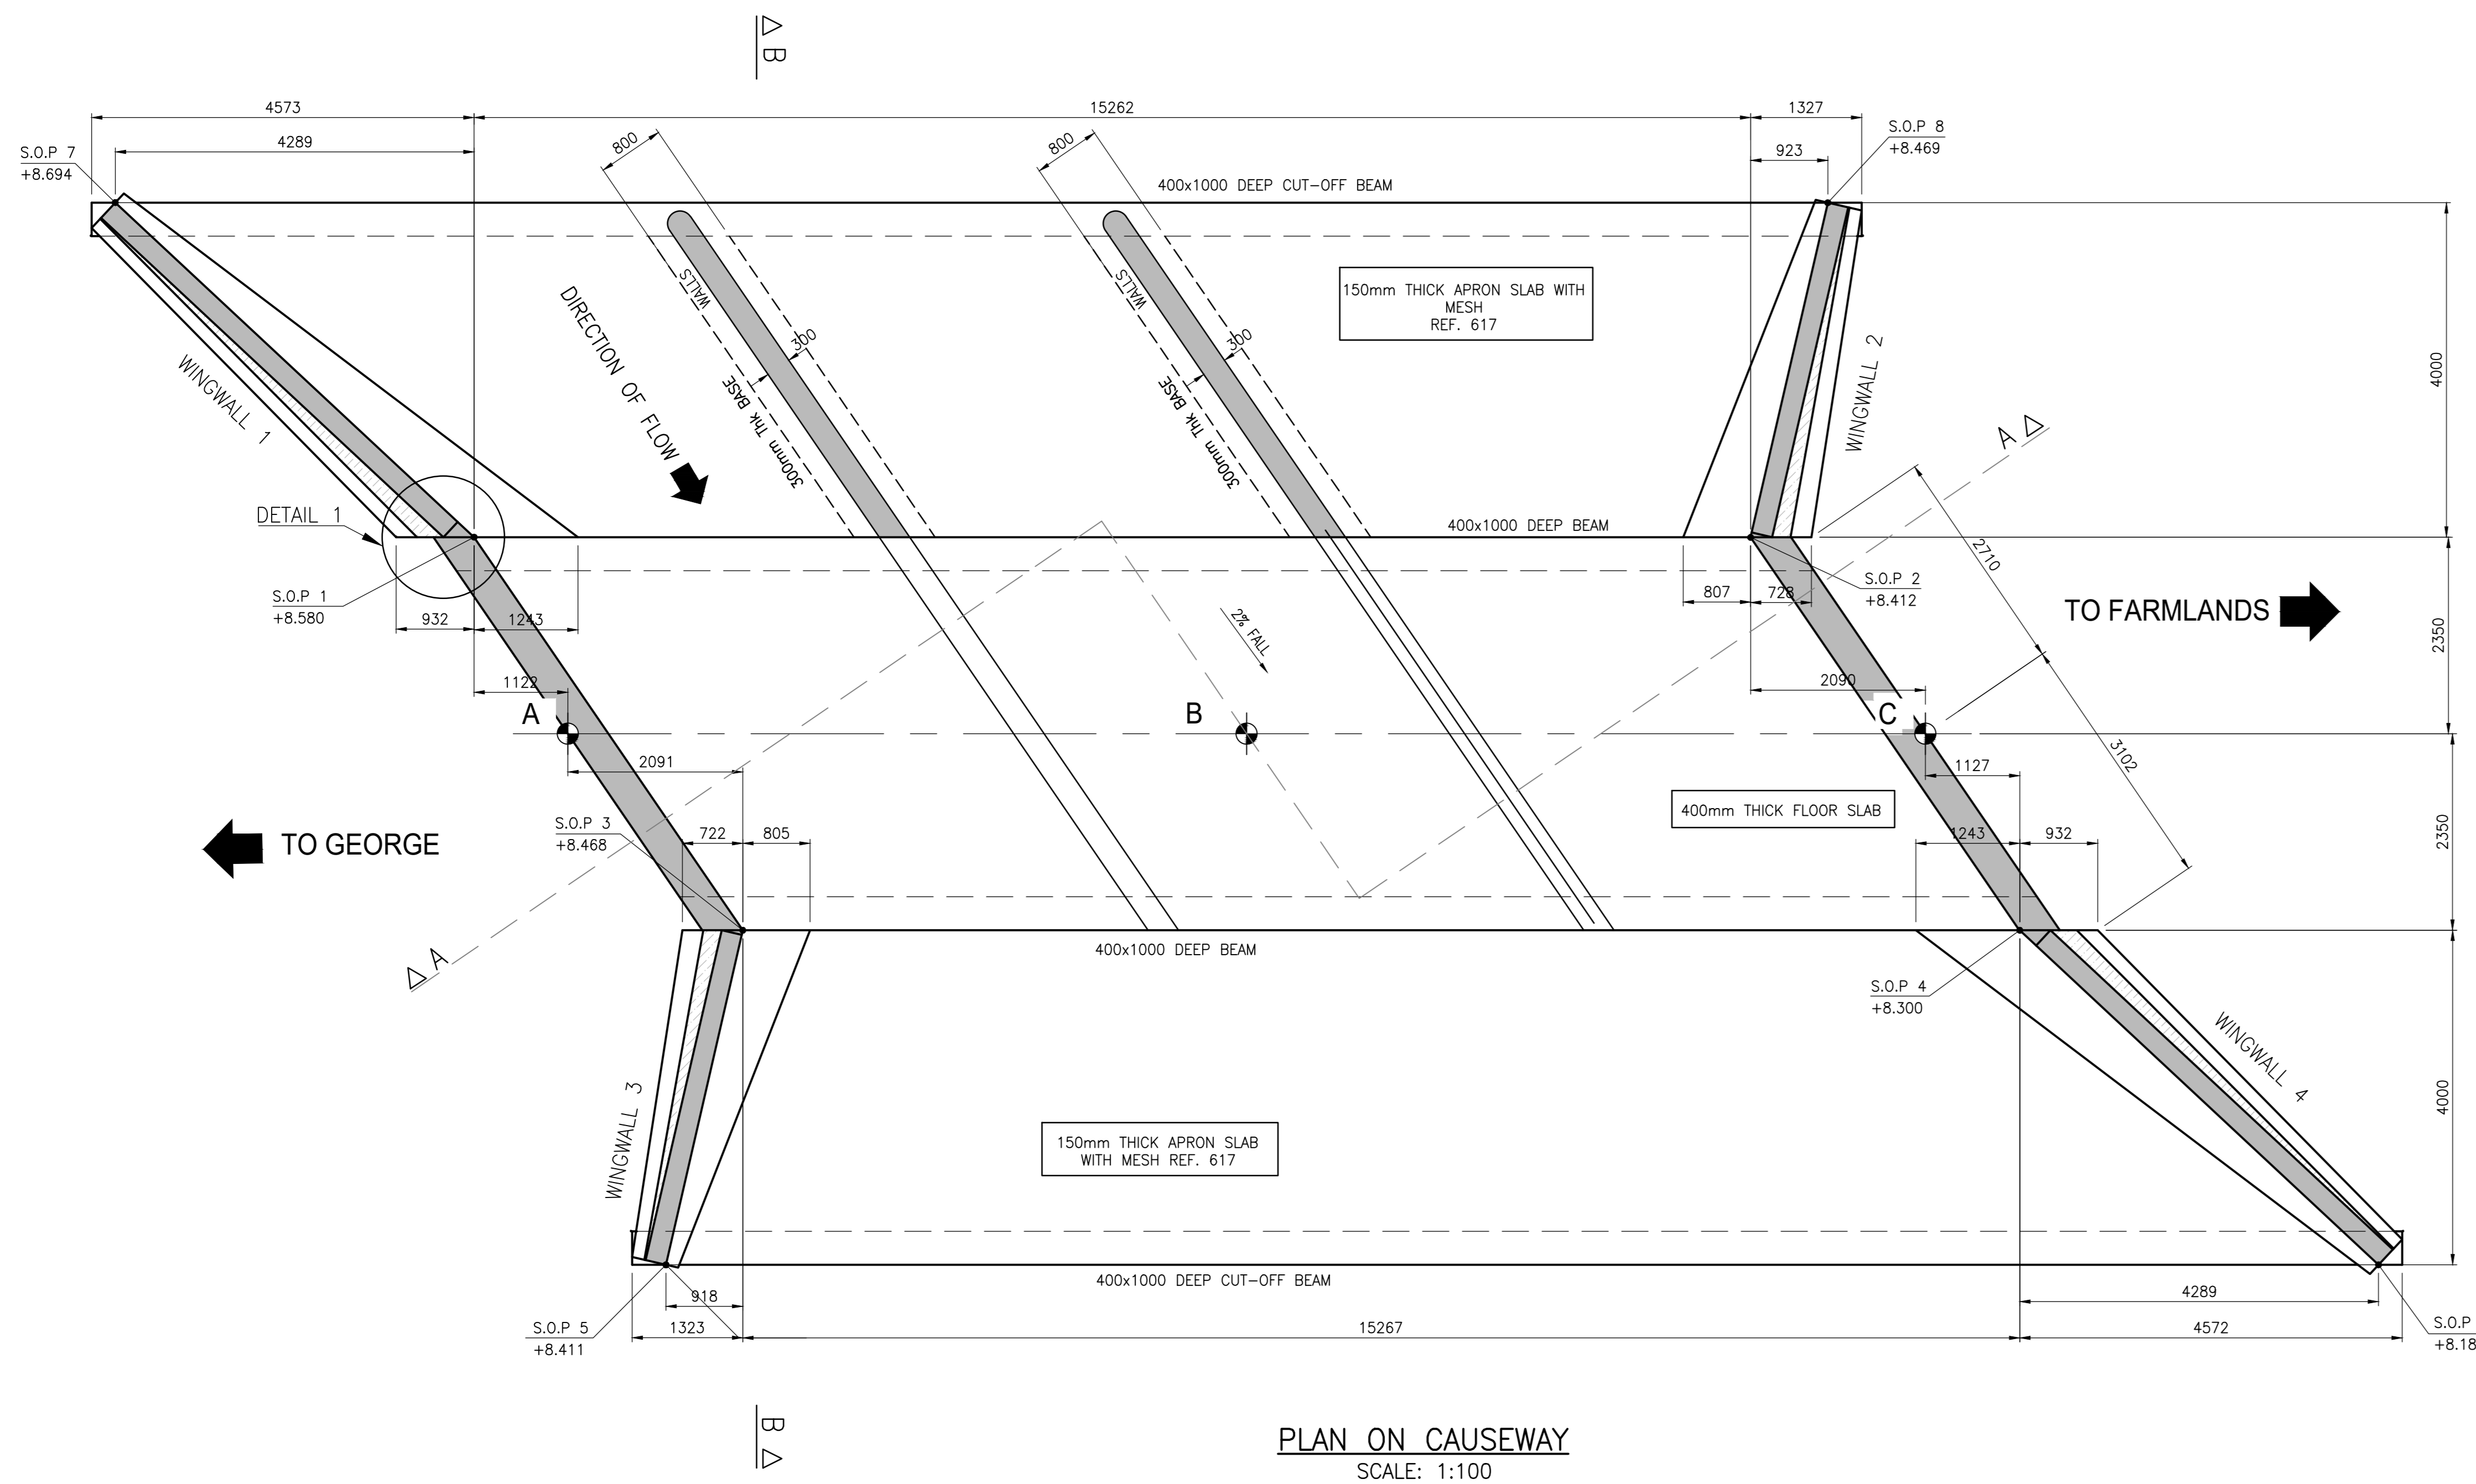 B
4573
15262
1327
4289
800
800
923
S.O.P 7
+8.694
S.O.P 8
+8.469
400x1000 DEEP CUT-OFF BEAM
WALLS
WALLS
150mm THICK APRON SLAB WITH
MESH
REF. 617
DIRECTION OF FLOW
300
300
300mm Thk BASE
300mm Thk BASE
WINGWALL 1
WINGWALL 2
4000
A
DETAIL 1
400x1000 DEEP BEAM
2710
S.O.P 1
+8.580
932
1243
807
728
S.O.P 2
+8.412
TO FARMLANDS
2% FALL
2350
1122
2090
A
B
C
2091
3102
1127
400mm THICK FLOOR SLAB
2350
TO GEORGE
S.O.P 3
+8.468
722
805
1243
932
A
400x1000 DEEP BEAM
S.O.P 4
+8.300
WINGWALL 3
WINGWALL 4
4000
150mm THICK APRON SLAB
WITH MESH REF. 617
400x1000 DEEP CUT-OFF BEAM
918
4289
S.O.P 5
+8.411
1323
15267
4572
S.O.P
+8.18
B
PLAN ON CAUSEWAY
SCALE: 1:100